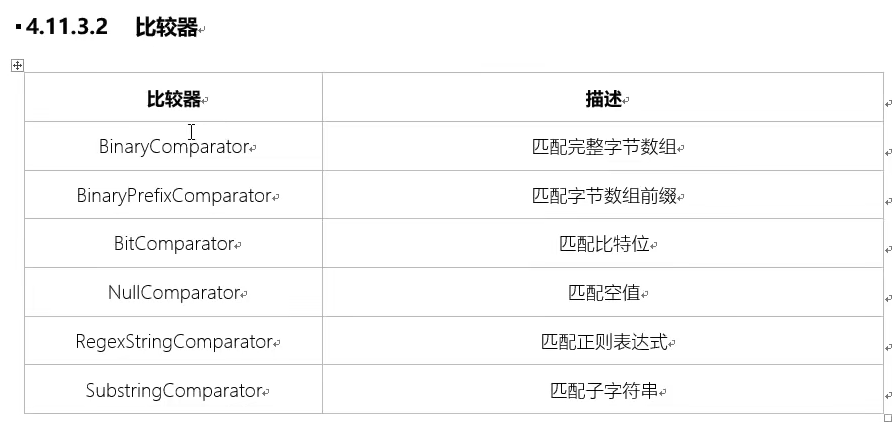 4.11.3.2 比较器
比较器 描述
BinaryComparator 匹配完整字节数组
BinaryPrefixComparator 匹配字节数组前缀
BitComparator 匹配比特位
NullComparator 匹配空值
RegexStringComparator 匹配正则表达式
SubstringComparator 匹配子字符串